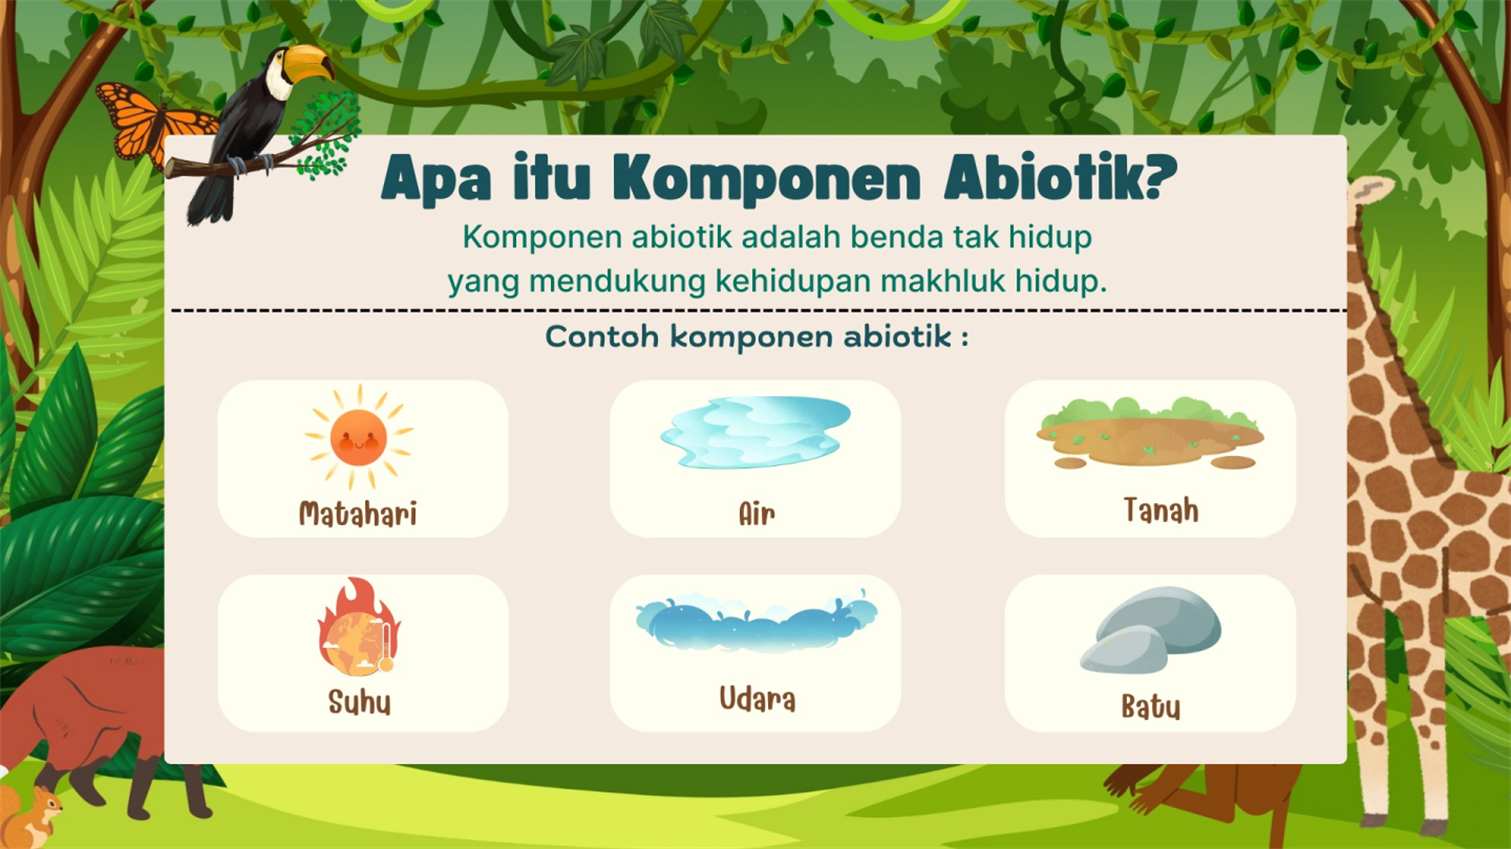 Apa itu Komponen Abiotik?
Komponen abiotik adalah benda tak hidup
yang mendukung kehidupan makhluk hidup.
Contoh komponen abiotik :
Matahari
Air
Tanah
Suhu
Udara
Batu